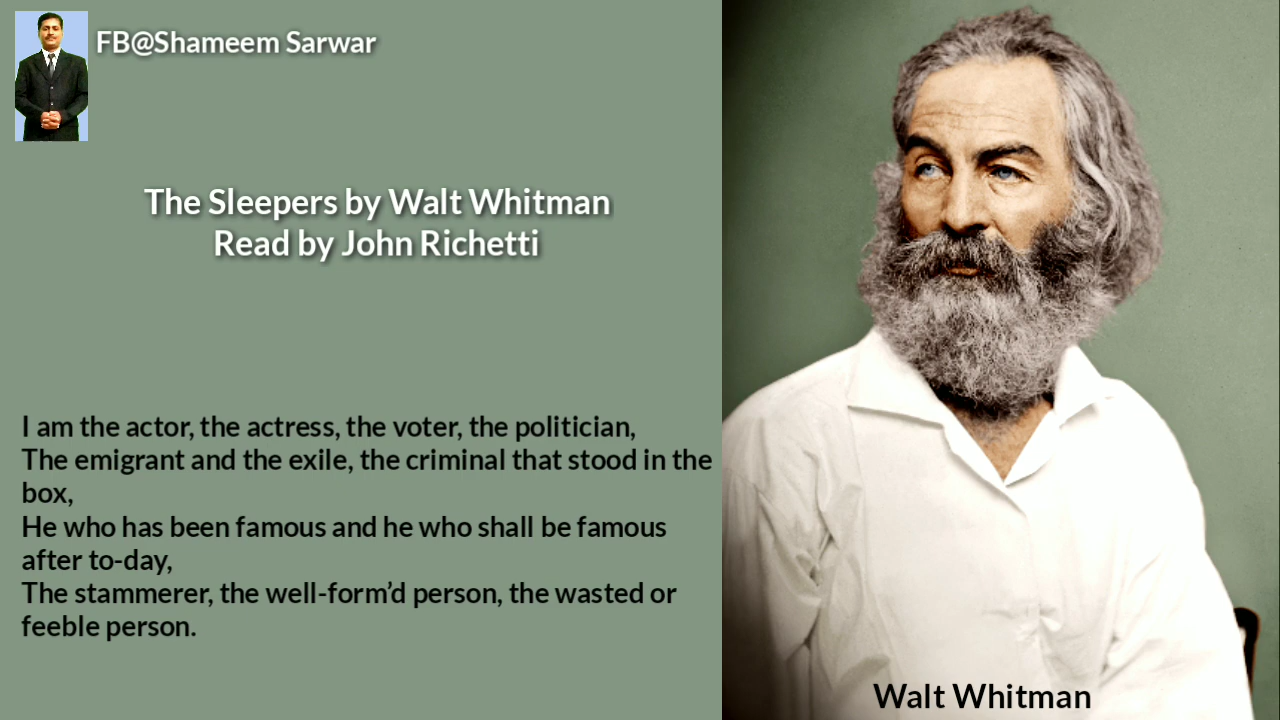 FB@Shameem Sarwar
The Sleepers by Walt Whitman
Read by John Richetti
I am the actor, the actress, the voter, the politician,
The emigrant and the exile, the criminal that stood in the
box,
He who has been famous and he who shall be famous
after to-day,
The stammerer, the well-form’d person, the wasted or
feeble person.
Walt Whitman